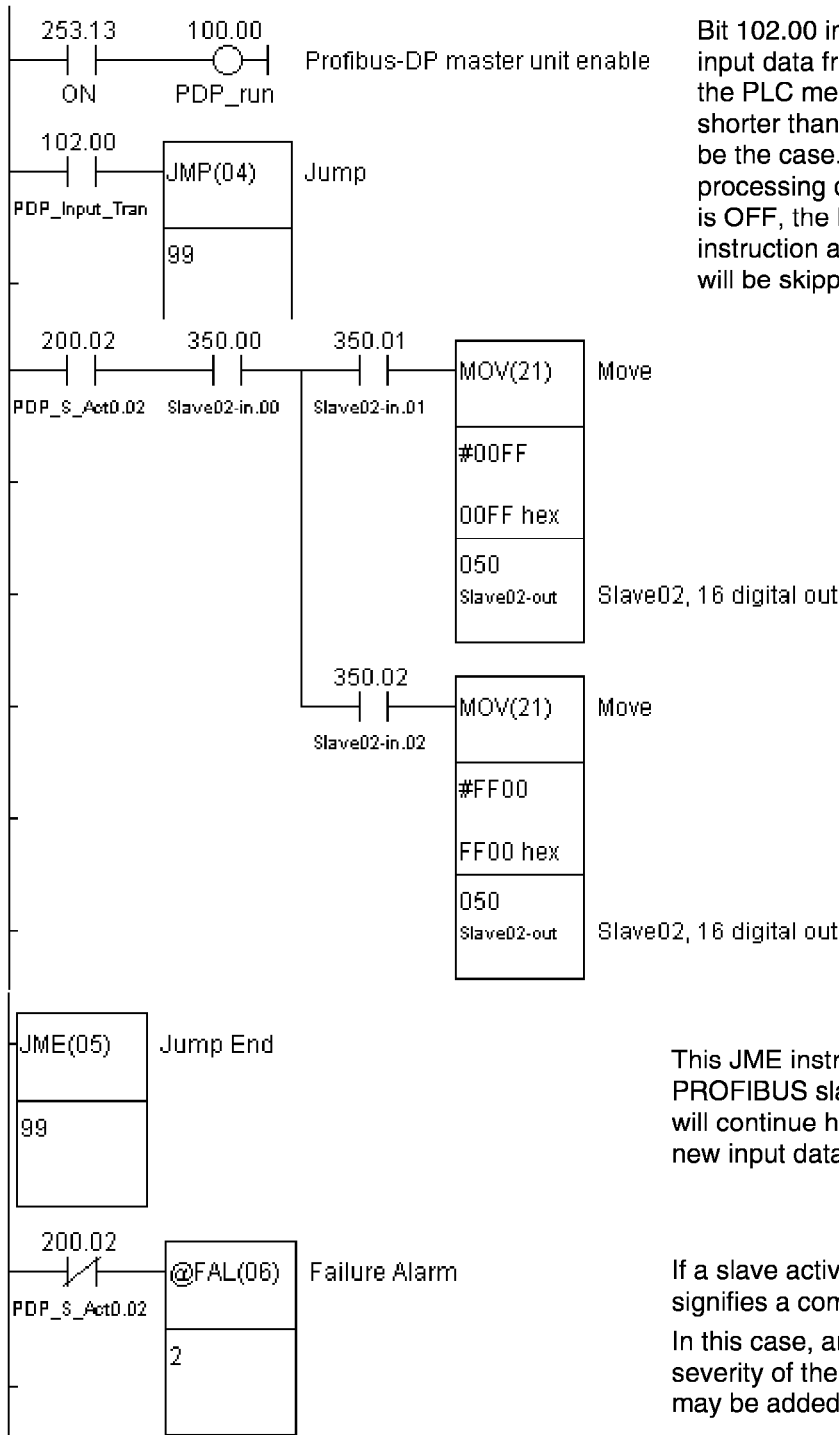 253.13 100.00
Profibus-DP master unit enable
ON PDP_run
102.00
JMP(04) Jump
PDP_Input_Tran
99
Bit 102.00 in
input data fr
the PLC me
shorter than
be the case.
processing
is OFF, the
instruction a
will be skipp
200.02 350.00 350.01
MOV(21) Move
PDP_S_Act0.02 Slave02-in.00 Slave02-in.01
#00FF
00FF hex
050
Slave02-out Slave02, 16 digital out
350.02
MOV(21) Move
Slave02-in.02
#FF00
FF00 hex
050
Slave02-out Slave02, 16 digital out
JME(05) Jump End
99
This JME instr
PROFIBUS sla
will continue h
new input data
200.02
@FAL(06) Failure Alarm
PDP_S_Act0.02
2
If a slave activ
signifies a com
In this case, an
severity of the
may be added